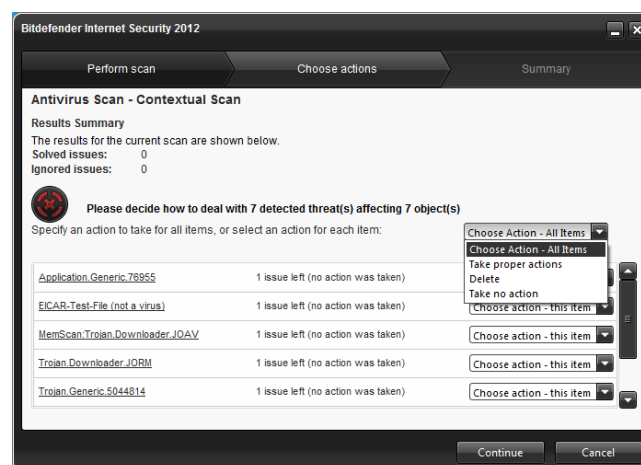 Bitdefender Internet Security 2012
Perform scan
Choose actions
Summary
Antivirus Scan - Contextual Scan
Results Summary
The results for the current scan are shown below.
Solved issues: 0
Ignored issues: 0
Please decide how to deal with 7 detected threat(s) affecting 7 object(s)
Specify an action to take for all items, or select an action for each item:
Choose Action - All Items
Choose Action - All Items
Take proper actions
Delete
Take no action
Application.Generic.76955 1 issue left (no action was taken)
EICAR-Test-File (not a virus) 1 issue left (no action was taken) Choose action - this item
MemScan:Trojan.Downloader.JOAV 1 issue left (no action was taken) Choose action - this item
Trojan.Downloader.JORM 1 issue left (no action was taken) Choose action - this item
Trojan.Generic.5044814 1 issue left (no action was taken) Choose action - this item
Continue
Cancel